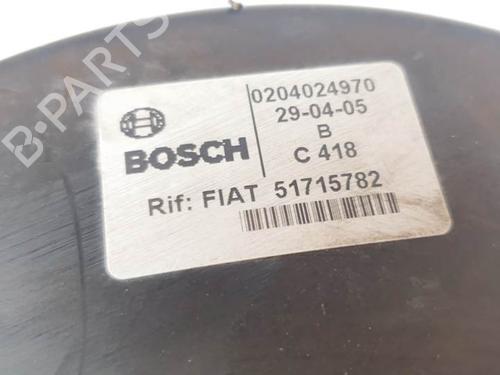 BOSCH
0204024970
29-04-05
B
C 418
Rif: FIAT 51715782
B-PARTS